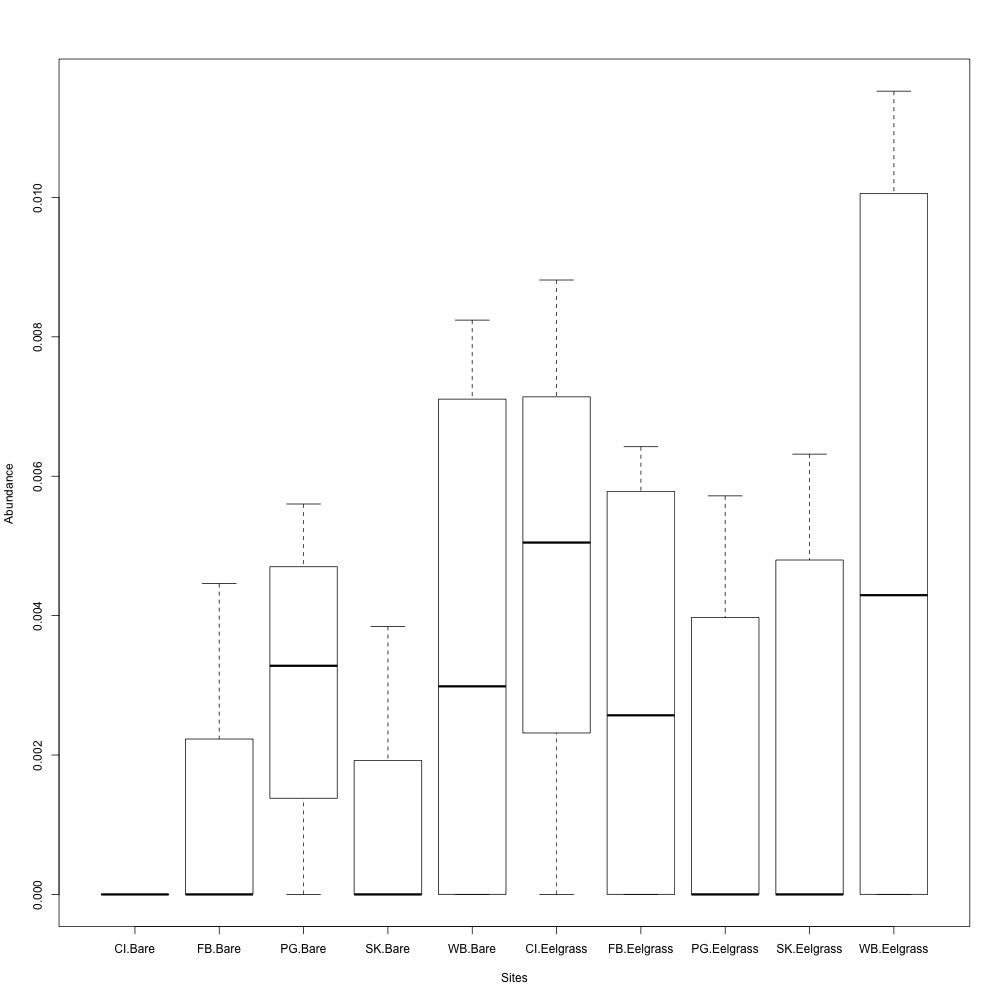 Abundance
0.010
0.008
0.006
0.004
0.002
0.000
CI.Bare FB.Bare PG.Bare SK.Bare WB.Bare CI.Eelgrass FB.Eelgrass PG.Eelgrass SK.Eelgrass WB.Eelgrass
Sites